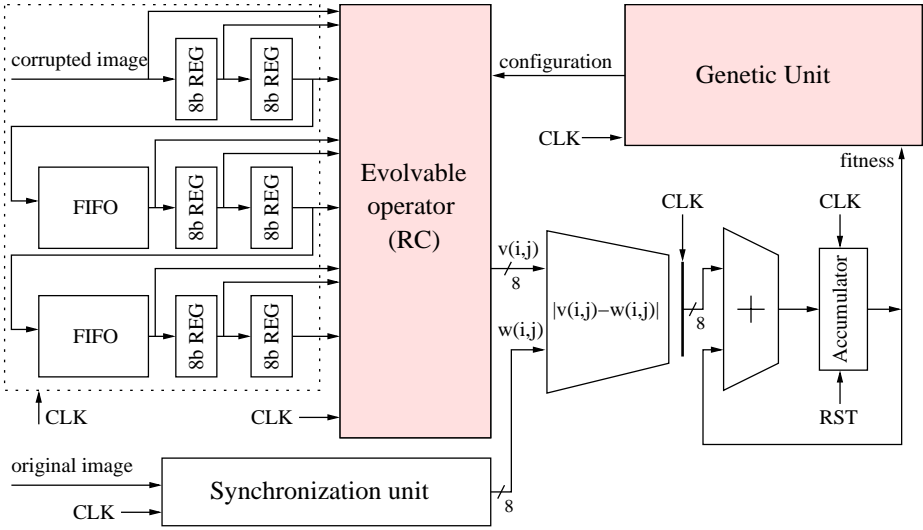 corrupted image
8b REG
8b REG
FIFO
8b REG
8b REG
FIFO
8b REG
8b REG
CLK
CLK
Evolvable
operator
(RC)
configuration
Genetic Unit
CLK
fitness
v(i,j)
8
w(i,j)
|v(i,j)−w(i,j)|
CLK
8
+
CLK
Accumulator
RST
original image
CLK
Synchronization unit
8